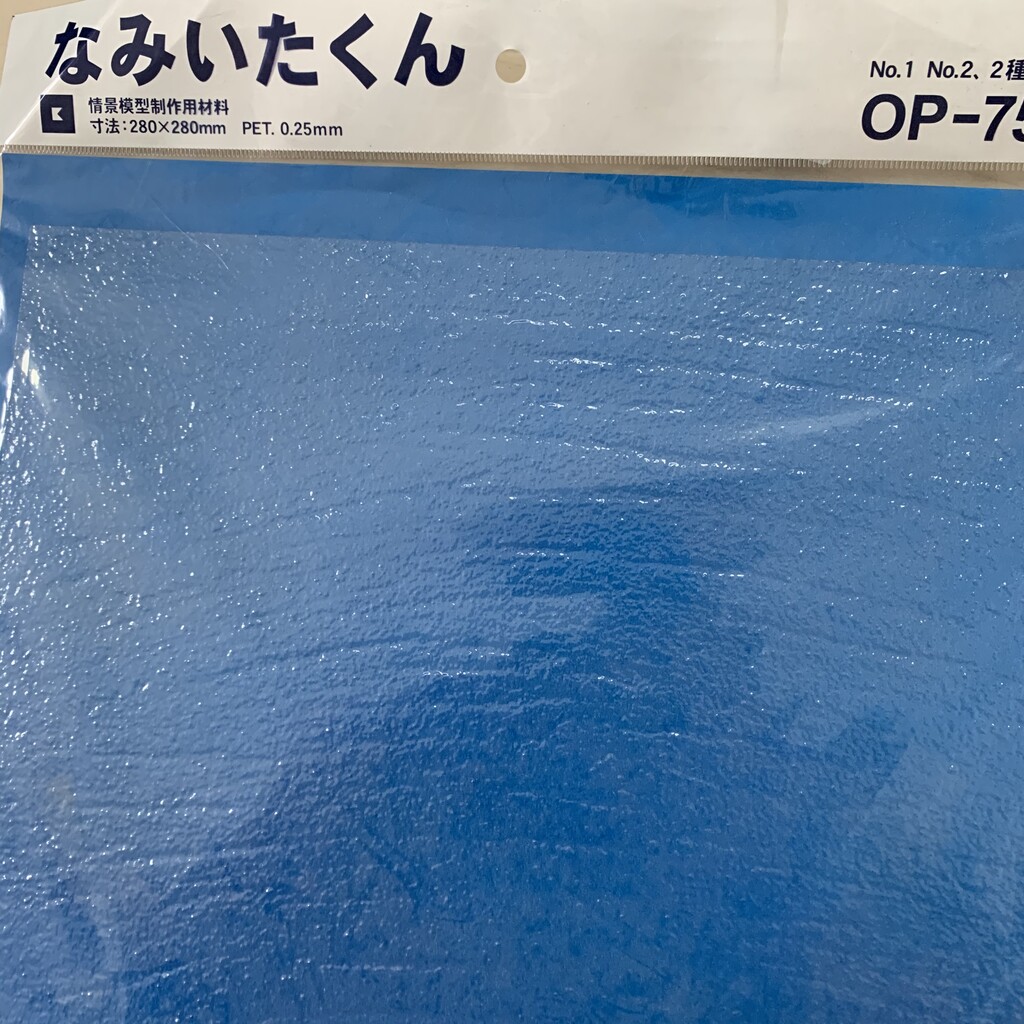 なみいたくん
情景模型制作用材料
寸法:280×280mm PET. 0.25mm
No.1 No.2、2種
OP-75